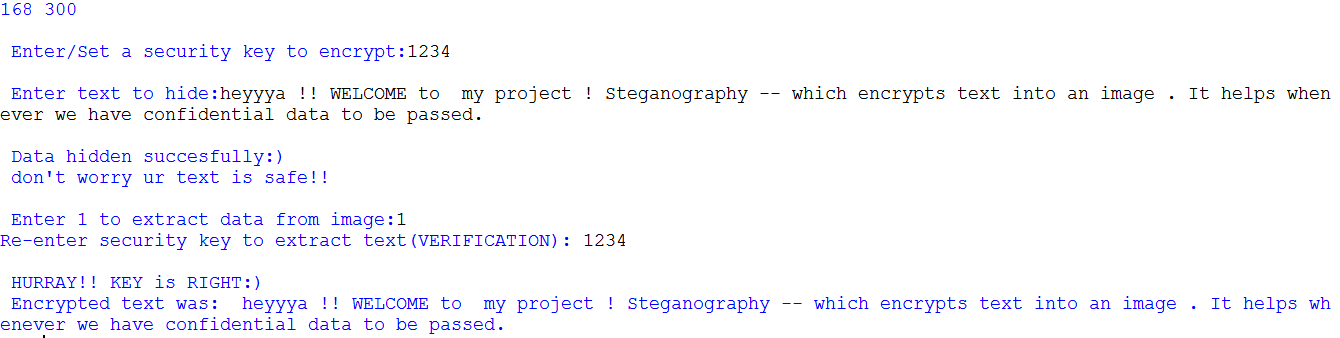 168 300
Enter/Set a security key to encrypt:1234
Enter text to hide:heyyya !! WELCOME to  my project ! Steganography -- which encrypts text into an image . It helps when
ever we have confidential data to be passed.
Data hidden succesfully:)
don't worry ur text is safe!!
Enter 1 to extract data from image:1
Re-enter security key to extract text(VERIFICATION): 1234
HURRAY!! KEY is RIGHT:)
Encrypted text was:  heyyya !! WELCOME to  my project ! Steganography -- which encrypts text into an image . It helps wh
enever we have confidential data to be passed.